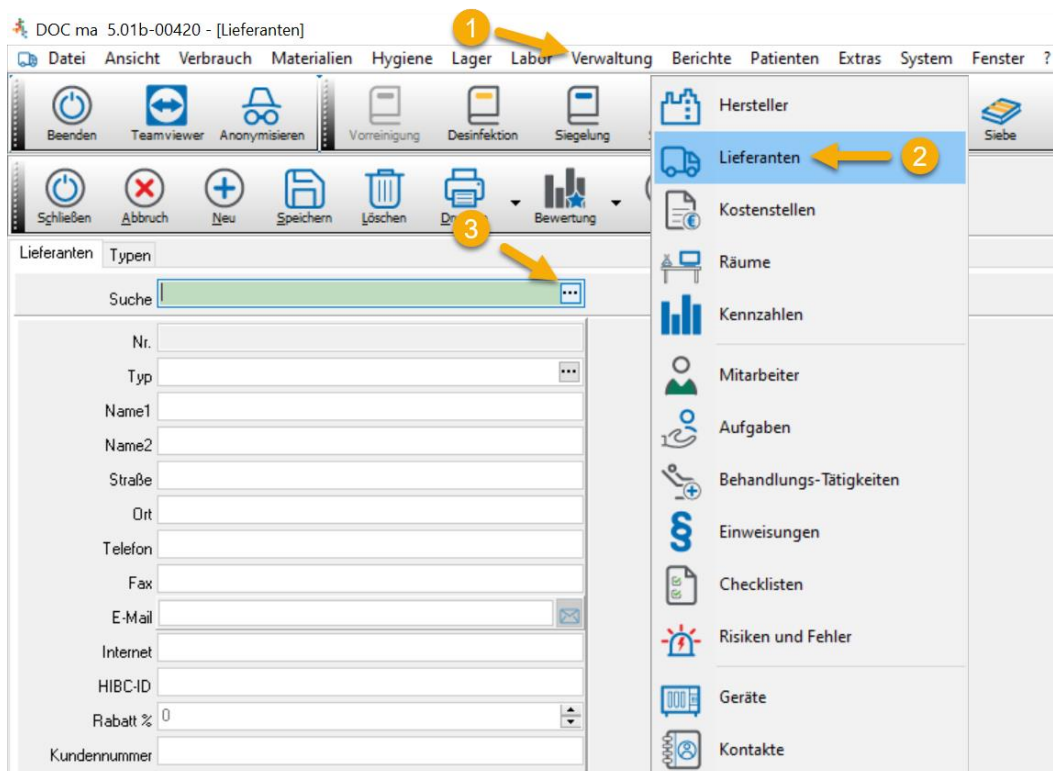 DOC ma 5.01b-00420 - [Lieferanten]
1
Datei Ansicht Verbrauch Materialien Hygiene Lager Labor Verwaltung Berichte Patienten Extras System Fenster ?
Beenden Teamviewer Anonymisieren Vorreinigung Desinfektion Siegelung Siebe
Schließen Abbruch Neu Speichern Löschen Bewertung
3
Lieferanten Typen
Suche
Nr.
Typ
Name1
Name2
Straße
Ort
Telefon
Fax
E-Mail
Internet
HIBC-ID
Rabatt % 0
Kundennummer
Hersteller
Lieferanten 2
Kostenstellen
Räume
Kennzahlen
Mitarbeiter
Aufgaben
Behandlungs-Tätigkeiten
Einweisungen
Checklisten
Risiken und Fehler
Geräte
Kontakte